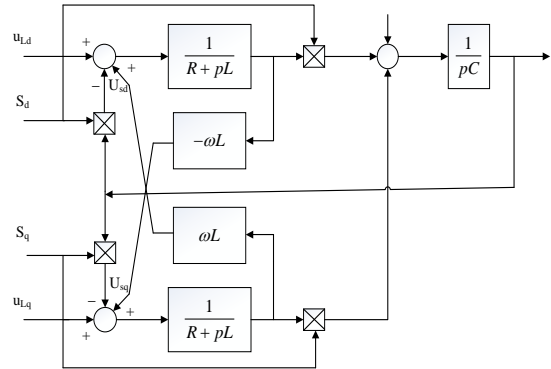 u_Ld
+
+
1
R + pL
1
pC
−
U_sd
S_d
−ωL
ωL
S_q
U_sq
−
+
1
R + pL
u_Lq
+